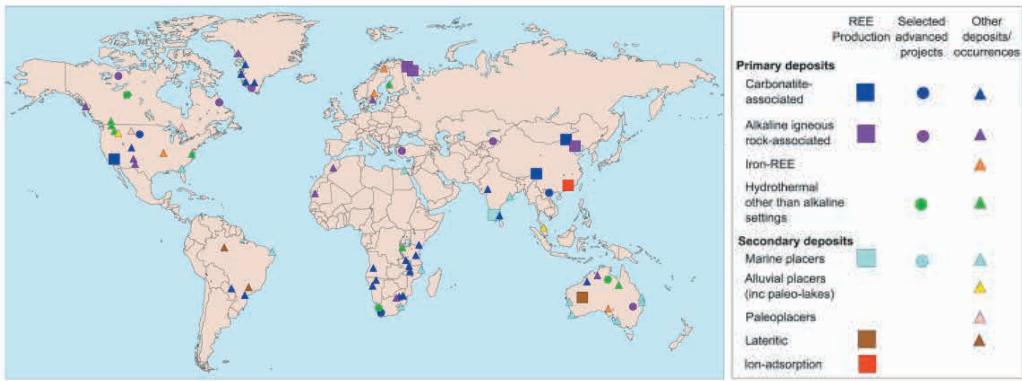 REE Production
Selected advanced projects
Other deposits/ occurrences
Primary deposits
Carbonatite-
associated
Alkaline igneous
rock-associated
Iron-REE
Hydrothermal
other than alkaline
settings
Secondary deposits
Marine placers
Alluvial placers
(inc paleo-lakes)
Paleoplacers
Lateritic
Ion-adsorption